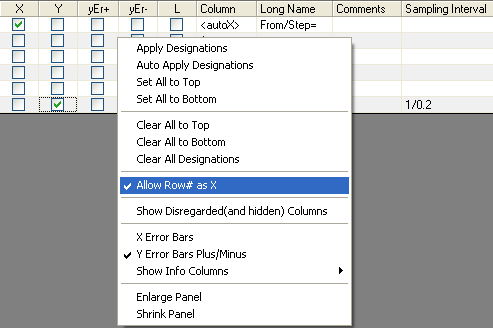 X Y yEr+ yEr- L Column Long Name Comments Sampling Interval
<autoX> From/Step=
Apply Designations
Auto Apply Designations
Set All to Top
Set All to Bottom
1/0.2
Clear All to Top
Clear All to Bottom
Clear All Designations
Allow Row# as X
Show Disregarded(and hidden) Columns
X Error Bars
Y Error Bars Plus/Minus
Show Info Columns
Enlarge Panel
Shrink Panel